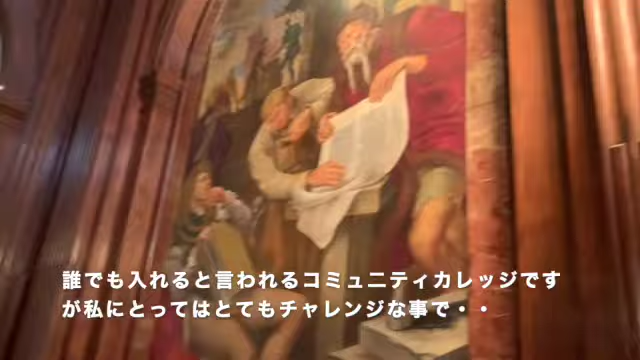 誰でも入れると言われるコミュニティカレッジです
が私にとってはとてもチャレンジな事で・・